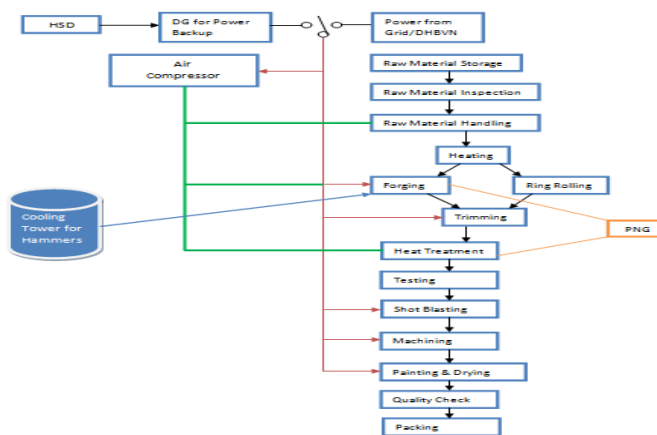 HSD
DG for Power
Backup
Power from
Grid/DHBVN
Air
Compressor
Raw Material Storage
Raw Material Inspection
Raw Material Handling
Heating
Forging
Ring Rolling
Cooling
Tower for
Hammers
Trimming
PNG
Heat Treatment
Testing
Shot Blasting
Machining
Painting & Drying
Quality Check
Packing